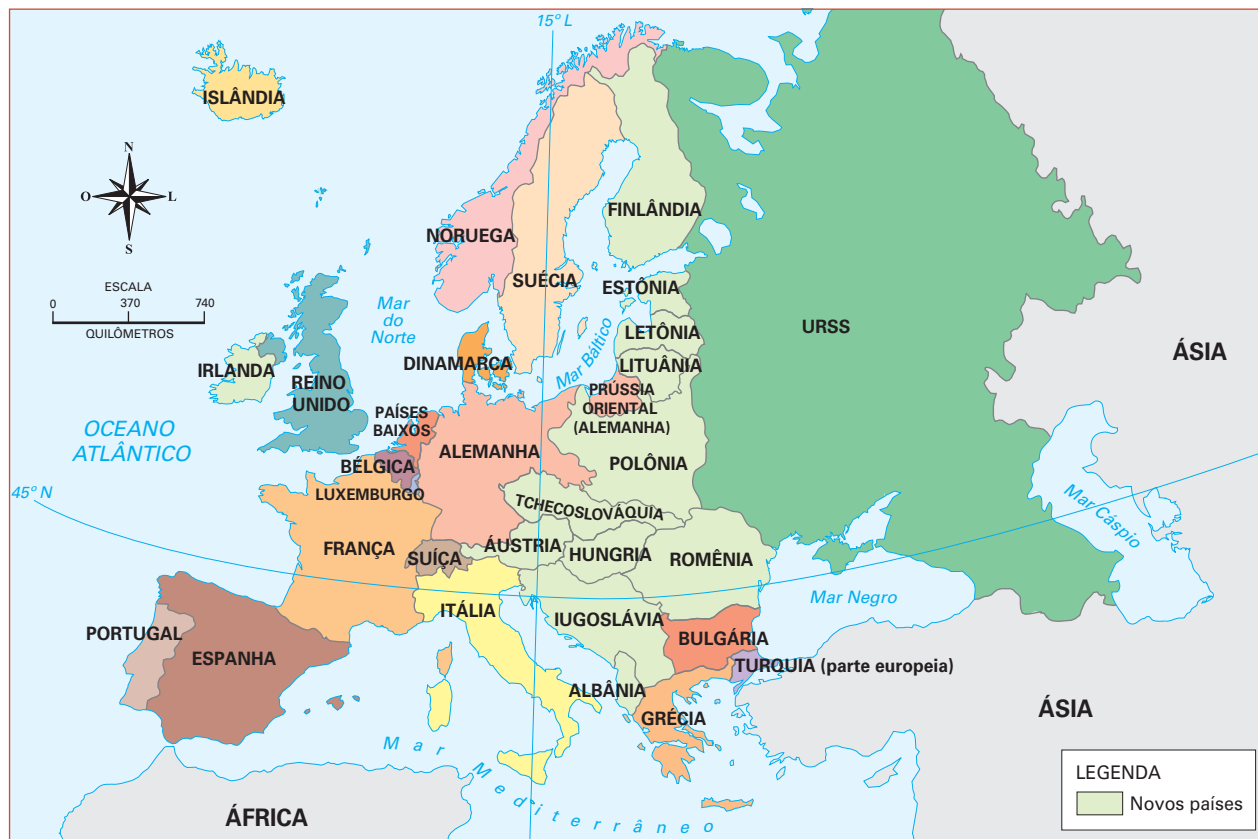 15º L
ISLÂNDIA
N
O
L
S
ESCALA
0 370 740
QUILÔMETROS
NORUEGA
SUÉCIA
FINLÂNDIA
ESTÔNIA
LETÔNIA
LITUÂNIA
URSS
ÁSIA
Mar
do
Norte
Mar Báltico
DINAMARCA
IRLANDA
REINO
UNIDO
PRÚSSIA
ORIENTAL
(ALEMANHA)
PAÍSES
BAIXOS
OCEANO
ATLÂNTICO
ALEMANHA
POLÔNIA
BÉLGICA
LUXEMBURGO
45º N
TCHECOSLOVÁQUIA
Mar Cáspio
FRANÇA
SUÍÇA
ÁUSTRIA
HUNGRIA
ROMÊNIA
ITÁLIA
IUGOSLÁVIA
Mar Negro
PORTUGAL
ESPANHA
BULGÁRIA
TURQUIA (parte europeia)
ALBÂNIA
GRÉCIA
ÁSIA
Mar
Mediterrâneo
ÁFRICA
LEGENDA
Novos países